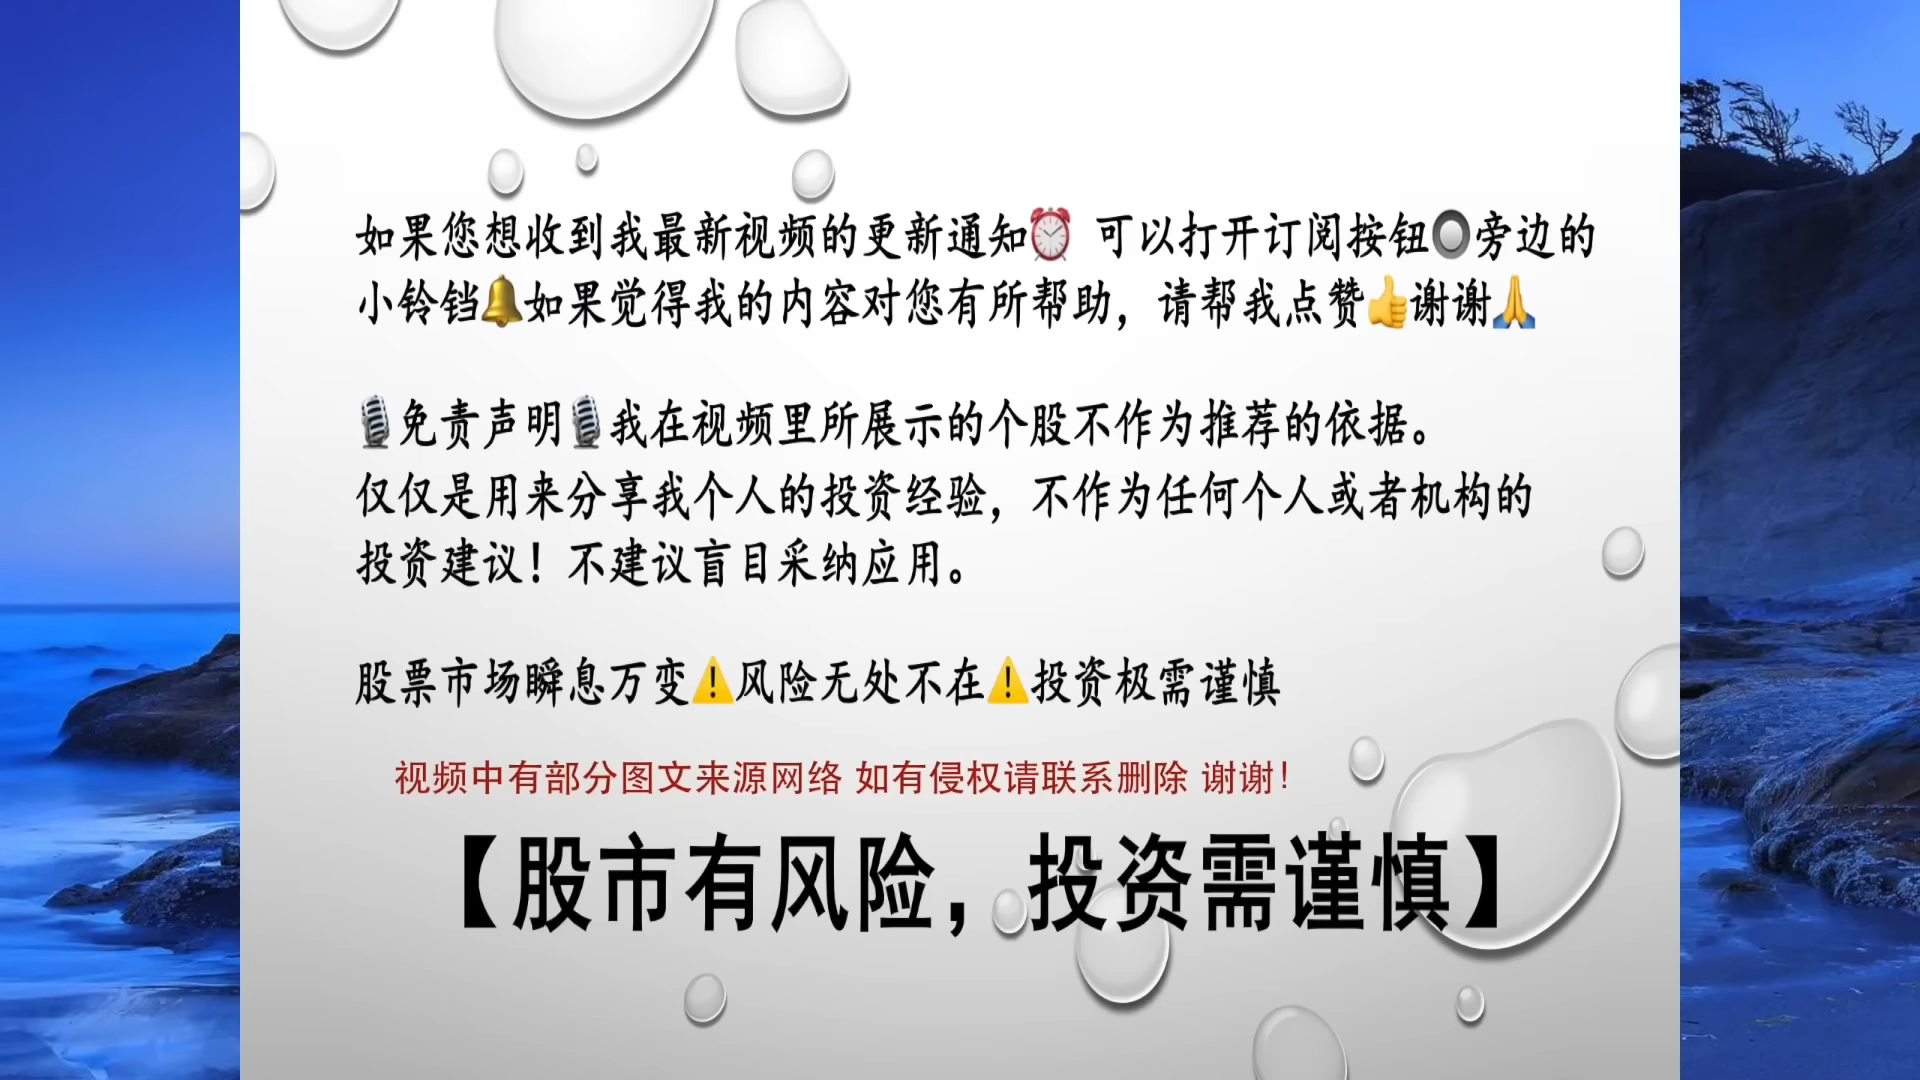 如果您想收到我最新视频的更新通知⏰ 可以打开订阅按钮🔘旁边的
小铃铛🔔如果觉得我的内容对您有所帮助，请帮我点赞👍谢谢🙏
🎙免责声明🎙我在视频里所展示的个股不作为推荐的依据。
仅仅是用来分享我个人的投资经验，不作为任何个人或者机构的
投资建议！不建议盲目采纳应用。
股票市场瞬息万变⚠️风险无处不在⚠️投资极需谨慎
视频中有部分图文来源网络 如有侵权请联系删除 谢谢！
【股市有风险，投资需谨慎】